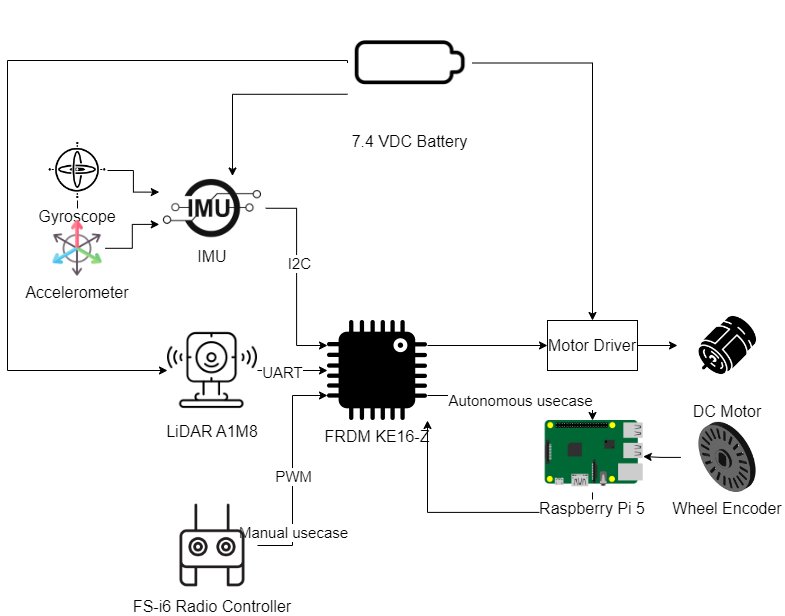 7.4 VDC Battery
Gyroscope
IMU
IMU
Accelerometer
I2C
UART
Motor Driver
LiDAR A1M8
FRDM KE16-Z
Autonomous usecase
DC Motor
PWM
Raspberry Pi 5
Wheel Encoder
Manual usecase
FS-i6 Radio Controller